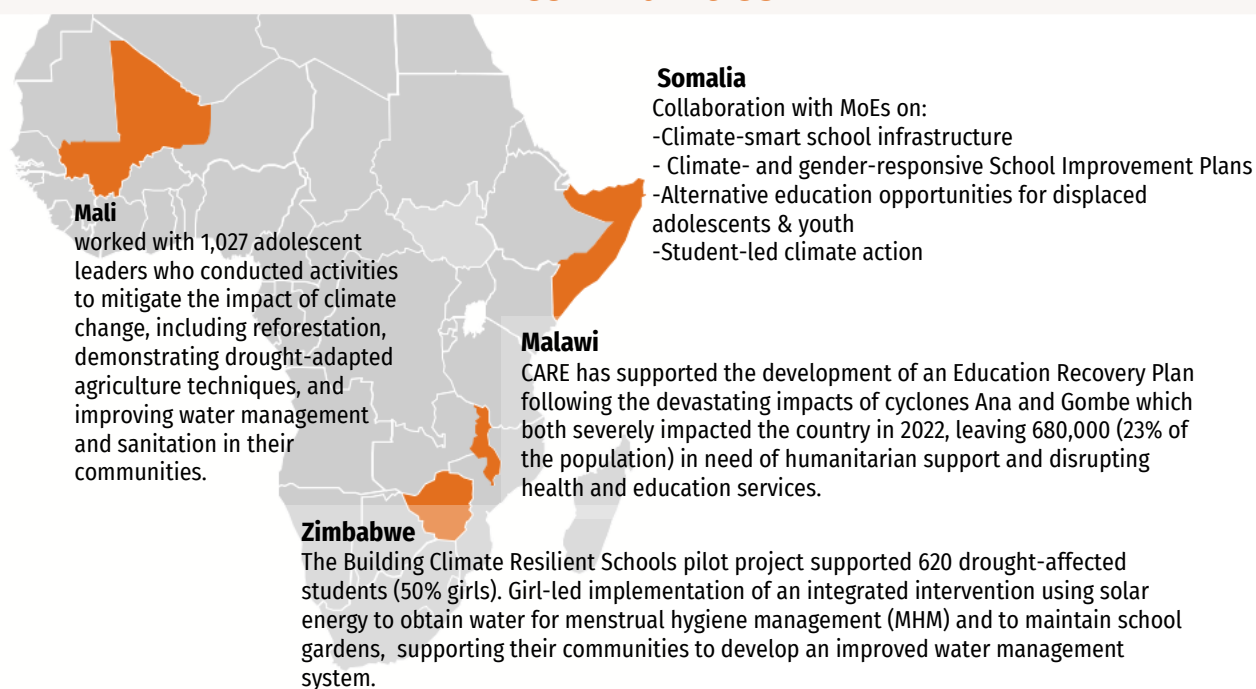 Somalia
Collaboration with MoEs on:
-Climate-smart school infrastructure
- Climate- and gender-responsive School Improvement Plans
-Alternative education opportunities for displaced
adolescents & youth
-Student-led climate action
Mali
worked with 1,027 adolescent
leaders who conducted activities
to mitigate the impact of climate
change, including reforestation,
demonstrating drought-adapted
agriculture techniques, and
improving water management
and sanitation in their
communities.
Malawi
CARE has supported the development of an Education Recovery Plan
following the devastating impacts of cyclones Ana and Gombe which
both severely impacted the country in 2022, leaving 680,000 (23% of
the population) in need of humanitarian support and disrupting
health and education services.
Zimbabwe
The Building Climate Resilient Schools pilot project supported 620 drought-affected
students (50% girls). Girl-led implementation of an integrated intervention using solar
energy to obtain water for menstrual hygiene management (MHM) and to maintain school
gardens, supporting their communities to develop an improved water management
system.